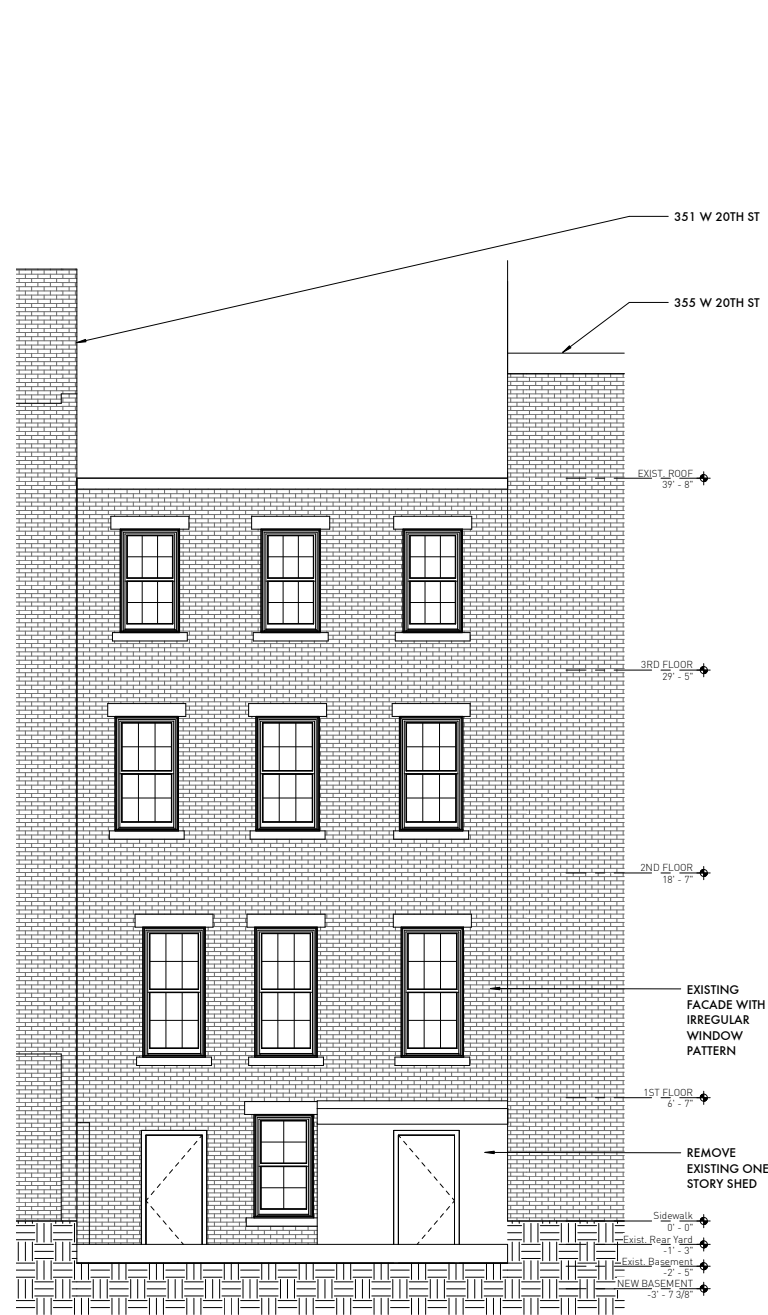 351 W 20TH ST
355 W 20TH ST
EXIST. ROOF
39' - 8"
3RD FLOOR
29' - 5"
2ND FLOOR
18' - 7"
EXISTING
FACADE WITH
IRREGULAR
WINDOW
PATTERN
1ST FLOOR
6' - 7"
REMOVE
EXISTING ONE
STORY SHED
Sidewalk
0' - 0"
Exist. Rear Yard
-1' - 3"
Exist. Basement
-2' - 5"
NEW BASEMENT
-3' - 7 3/8"